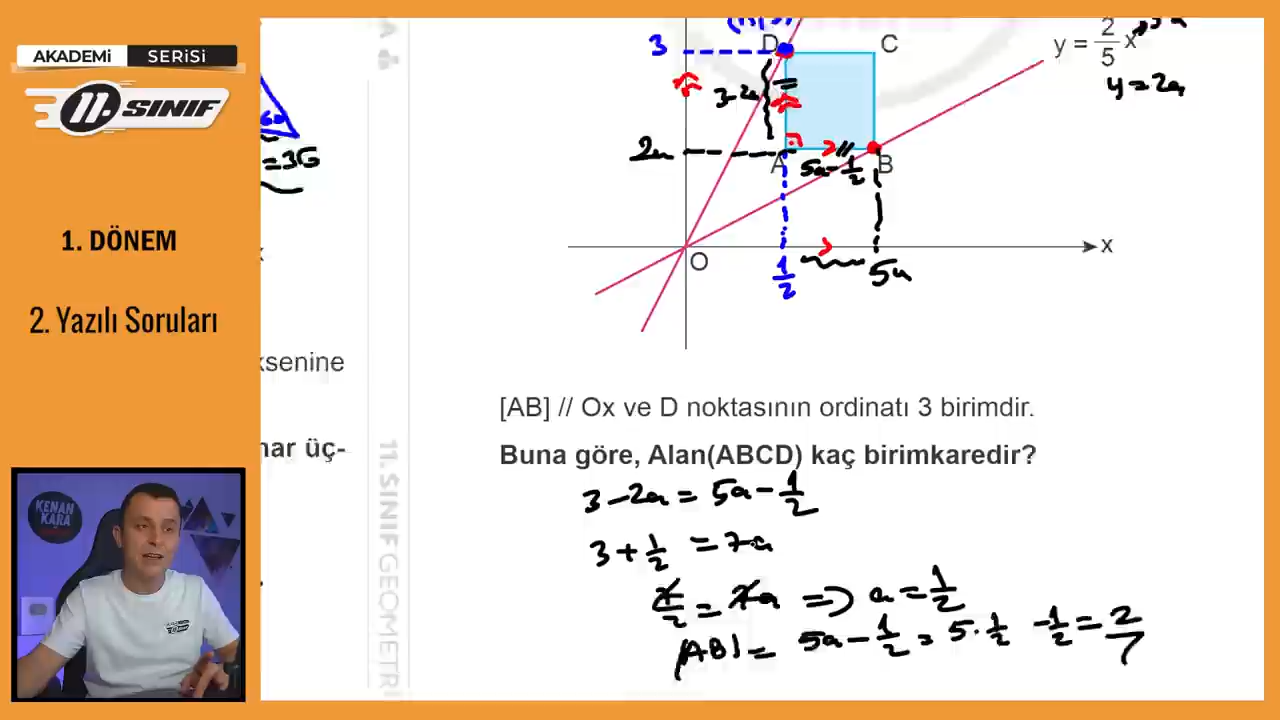 AKADEMİ SERİSİ
11. SINIF
1. DÖNEM
2. Yazılı Soruları
KENAN KARA
=36
ksenine
nar üç-
11. SINIF GEOMETRİ
3
D
C
y = 2/5 x
y = 2a
3-2a
2a
A
5a-1/2
B
O
1/2
5a
x
[AB] // Ox ve D noktasının ordinatı 3 birimdir.
Buna göre, Alan(ABCD) kaç birimkaredir?
3-2a = 5a-1/2
3+1/2 = 7a
7/2 = 7a => a = 1/2
|AB| = 5a-1/2 = 5·1/2 -1/2 = 2